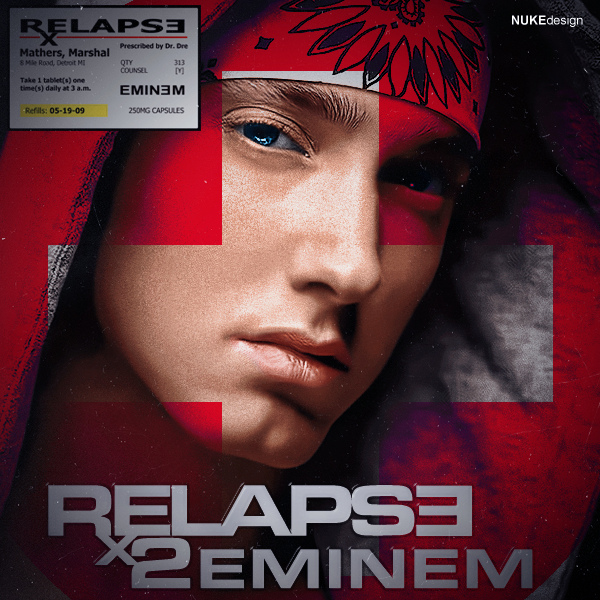 NUKEdesign
RELAPSE
Rx
Mathers, Marshal
8 Mile Road, Detroit MI
Take 1 tablet(s) one
time(s) daily at 3 a.m.
Refills: 05-19-09
Prescribed by Dr. Dre
QTY 313
COUNSEL [Y]
EMINEM
250MG CAPSULES
RELAPSE
x2 EMINEM